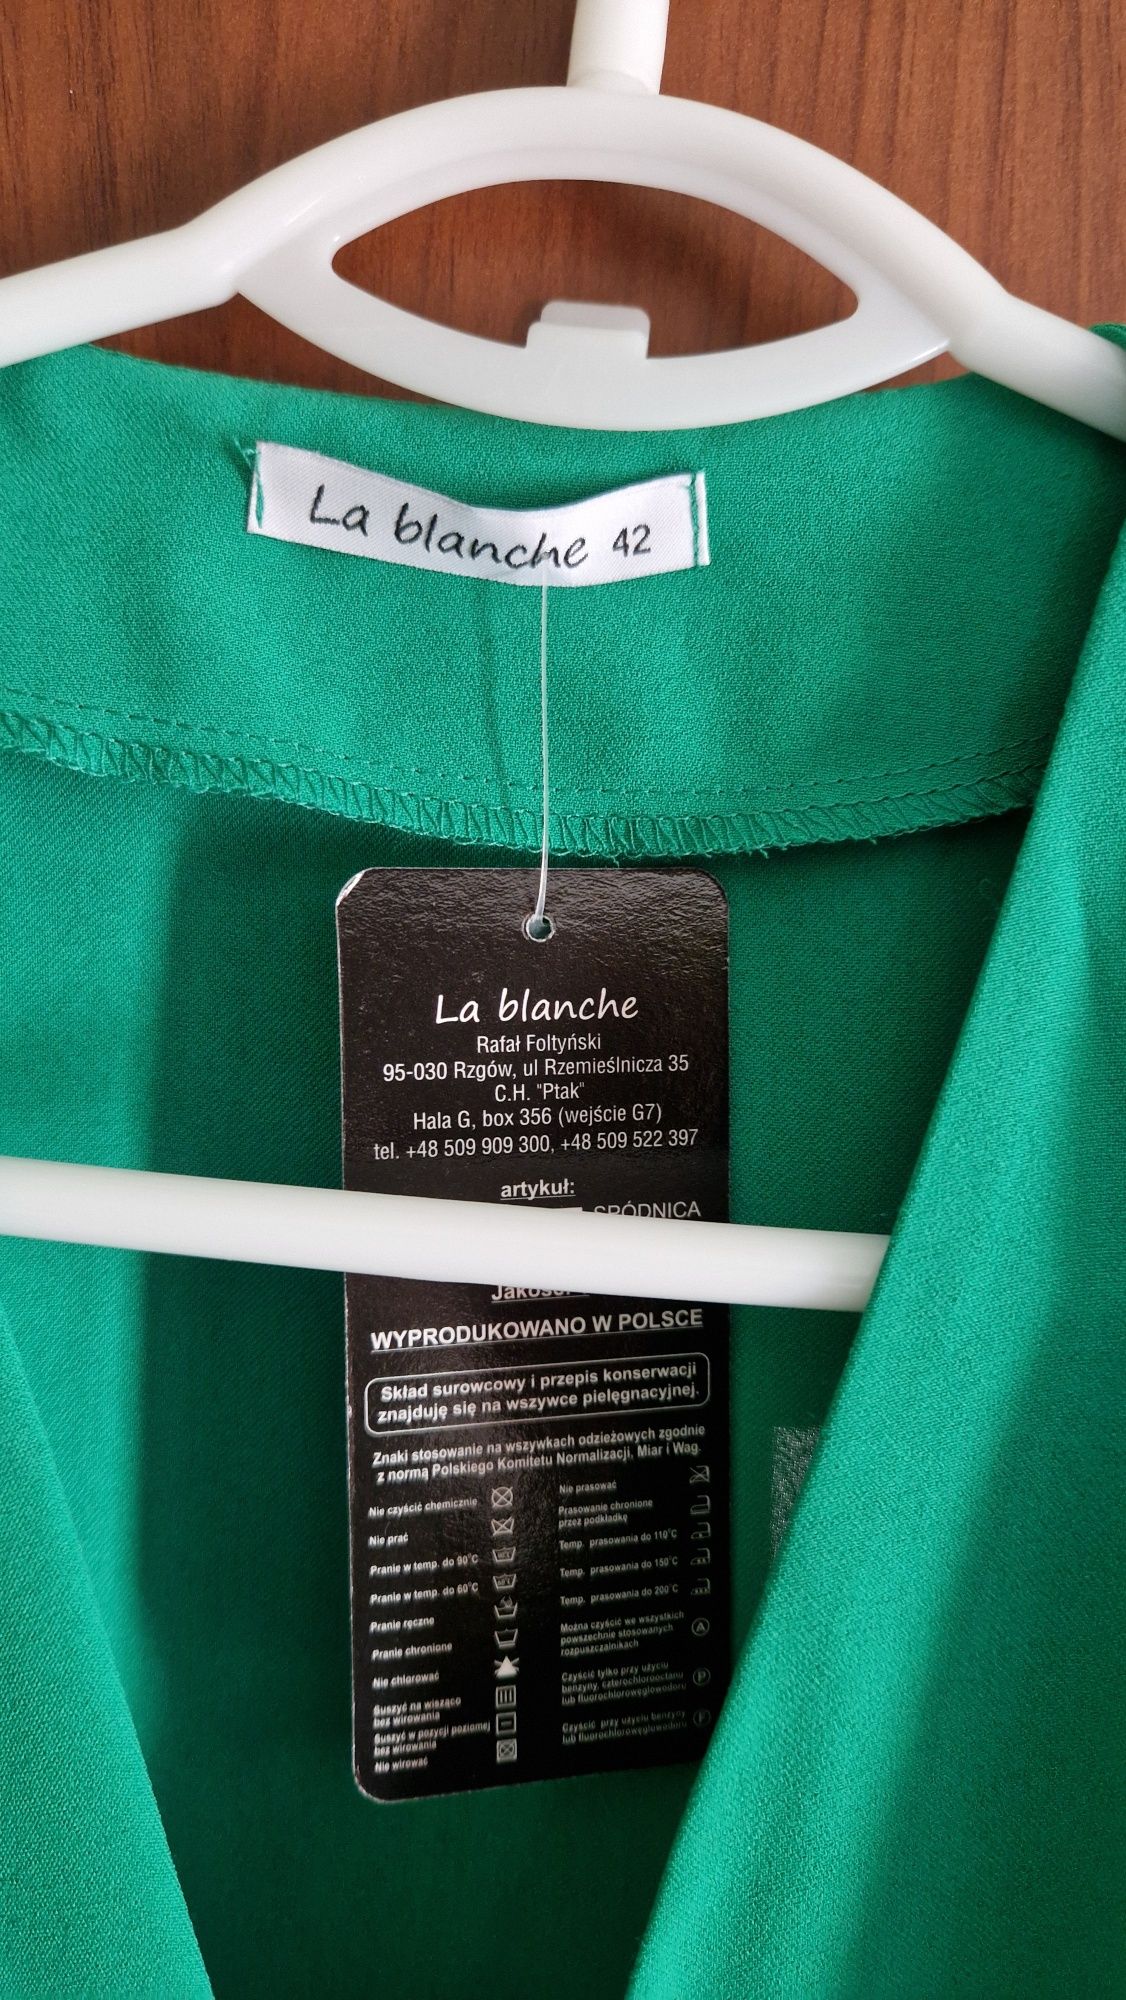 La blanche 42
La blanche
Rafał Foltyński
95-030 Rzgów, ul Rzemieślnicza 35
C.H. "Ptak"
Hala G, box 356 (wejście G7)
tel. +48 509 909 300, +48 509 522 397
artykuł:
SPÓDNICA
Jakość:
WYPRODUKOWANO W POLSCE
Skład surowcowy i przepis konserwacji
znajduję się na wszywce pielęgnacyjnej.
Znaki stosowanie na wszywkach odzieżowych zgodnie
z normą Polskiego Komitetu Normalizacji, Miar i Wag.
Nie czyścić chemicznie
Nie prać
Pranie w temp. do 90°C
Pranie w temp. do 60°C
Pranie ręczne
Pranie chronione
Nie chlorować
Suszyć na wisząco
bez wirowania
Suszyć w pozycji poziomej
bez wirowania
Nie wirować
Nie prasować
Prasowanie chronione
przez podkładkę
Temp. prasowania do 110°C
Temp. prasowania do 150°C
Temp. prasowania do 200°C
Można czyścić we wszystkich
powszechnie stosowanych
rozpuszczalnikach
A
Czyścić tylko przy użyciu
benzyny, czterochlorooctanu
lub fluorochlorowęglowodoru
P
Czyścić przy użyciu benzyny
lub fluorochlorowęglowodoru
F